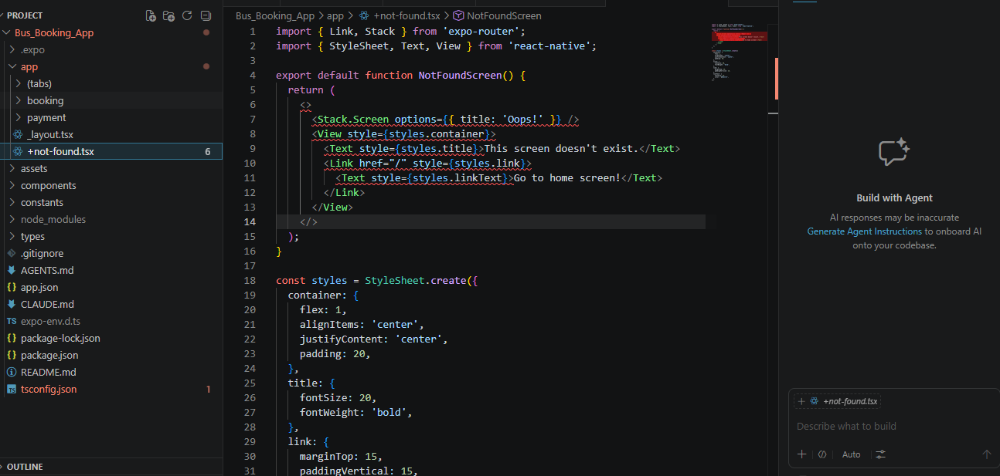 PROJECT
Bus_Booking_App
.expo
app
(tabs)
booking
payment
_layout.tsx
+not-found.tsx 6
assets
components
constants
node_modules
types
.gitignore
AGENTS.md
{} app.json
CLAUDE.md
TS expo-env.d.ts
{} package-lock.json
{} package.json
README.md
TS tsconfig.json 1
OUTLINE
Bus_Booking_App > app > +not-found.tsx > NotFoundScreen
1 import { Link, Stack } from 'expo-router';
2 import { StyleSheet, Text, View } from 'react-native';
3
4 export default function NotFoundScreen() {
5 return (
6 <>
7 <Stack.Screen options={{ title: 'Oops!' }} />
8 <View style={styles.container}>
9 <Text style={styles.title}>This screen doesn't exist.</Text>
10 <Link href="/" style={styles.link}>
11 <Text style={styles.linkText}>Go to home screen!</Text>
12 </Link>
13 </View>
14 </>
15 );
16 }
17
18 const styles = StyleSheet.create({
19 container: {
20 flex: 1,
21 alignItems: 'center',
22 justifyContent: 'center',
23 padding: 20,
24 },
25 title: {
26 fontSize: 20,
27 fontWeight: 'bold',
28 },
29 link: {
30 marginTop: 15,
31 paddingVertical: 15,
Build with Agent
AI responses may be inaccurate
Generate Agent Instructions to onboard AI
onto your codebase.
+not-found.tsx
Describe what to build
Auto